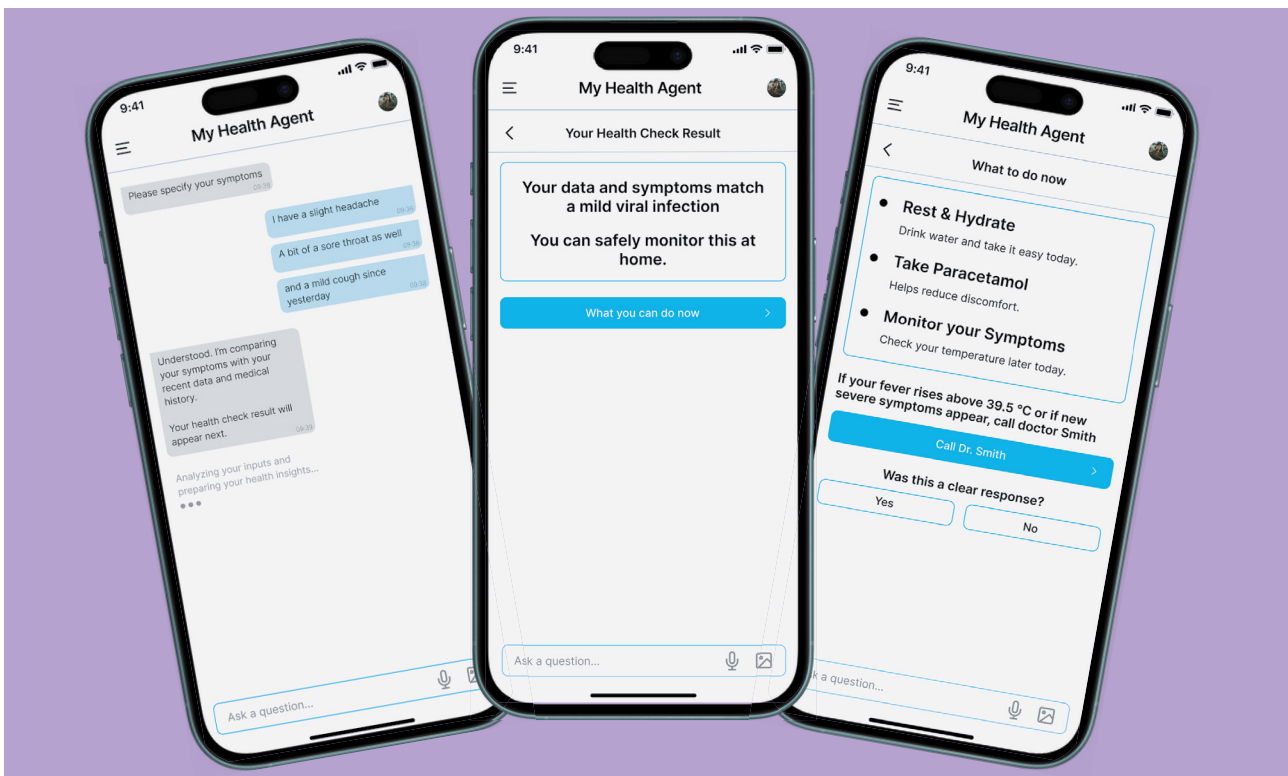 9:41
My Health Agent
Please specify your symptoms
09:38
I have a slight headache
09:36
A bit of a sore throat as well
09:36
and a mild cough since
yesterday
09:38
Understood. I'm comparing
your symptoms with your
recent data and medical
history.
Your health check result will
appear next.
09:39
Analyzing your inputs and
preparing your health insights...
Ask a question...
9:41
My Health Agent
Your Health Check Result
Your data and symptoms match
a mild viral infection
You can safely monitor this at
home.
What you can do now
Ask a question...
9:41
My Health Agent
What to do now
Rest & Hydrate
Drink water and take it easy today.
Take Paracetamol
Helps reduce discomfort.
Monitor your Symptoms
Check your temperature later today.
If your fever rises above 39.5 °C or if new
severe symptoms appear, call doctor Smith
Call Dr. Smith
Was this a clear response?
Yes
No
k a question...